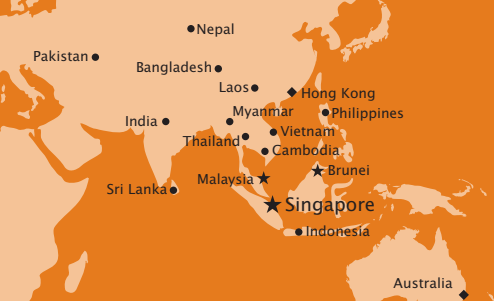 Nepal
Pakistan
Bangladesh
Laos
Hong Kong
Myanmar
Philippines
India
Vietnam
Thailand
Cambodia
Brunei
Malaysia
Sri Lanka
Singapore
Indonesia
Australia